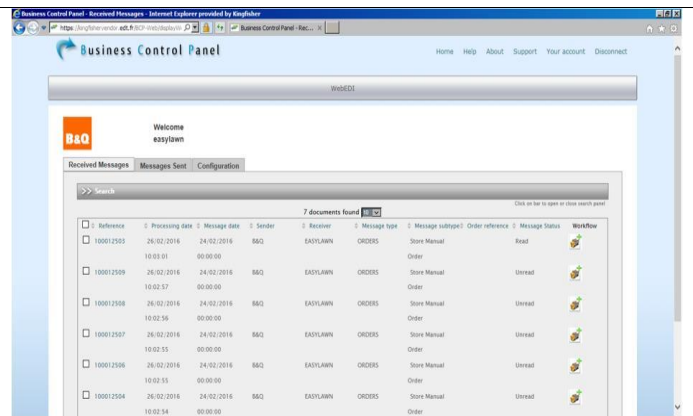 Business Control Panel - Received Messages - Internet Explorer provided by Kingfisher
Business Control Panel - Rec...
Business Control Panel
Home Help About Support Your account Disconnect
WebEDI
B&Q
Welcome
easylawn
Received Messages Messages Sent Configuration
>> Search
Click on bar to open or close search panel
7 documents found 10
Reference Processing date Message date Sender Receiver Message type Message subtype Order reference Message Status Workflow
100012503 26/02/2016 24/02/2016 B&Q EASYLAWN ORDERS Store Manual Read
10:03:01 00:00:00 Order
100012509 26/02/2016 24/02/2016 B&Q EASYLAWN ORDERS Store Manual Unread
10:02:57 00:00:00 Order
100012508 26/02/2016 24/02/2016 B&Q EASYLAWN ORDERS Store Manual Unread
10:02:56 00:00:00 Order
100012507 26/02/2016 24/02/2016 B&Q EASYLAWN ORDERS Store Manual Unread
10:02:55 00:00:00 Order
100012506 26/02/2016 24/02/2016 B&Q EASYLAWN ORDERS Store Manual Unread
10:02:55 00:00:00 Order
100012504 26/02/2016 24/02/2016 B&Q EASYLAWN ORDERS Store Manual Unread
10:02:54 00:00:00 Order